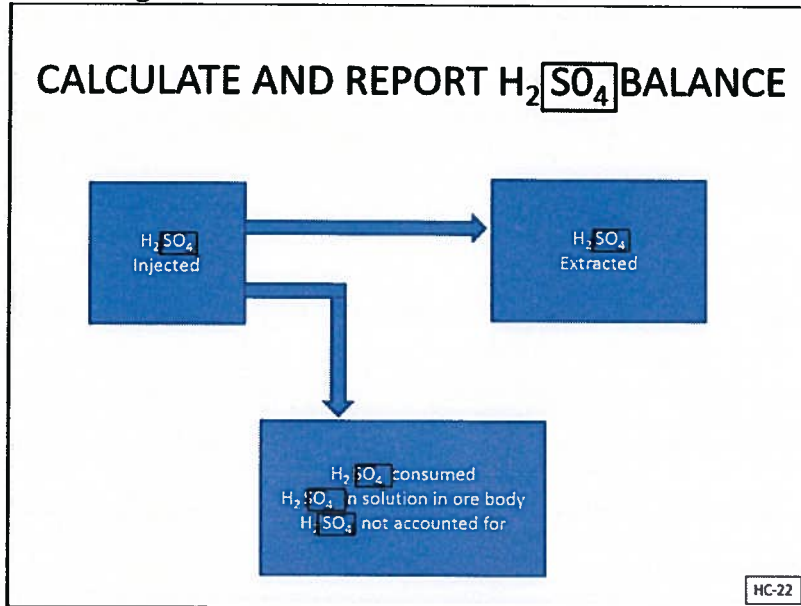 CALCULATE AND REPORT H₂SO₄ BALANCE
H₂SO₄
Injected
H₂SO₄
Extracted
H₂SO₄ consumed
H₂SO₄ n solution in ore body
H₂SO₄ not accounted for
HC-22